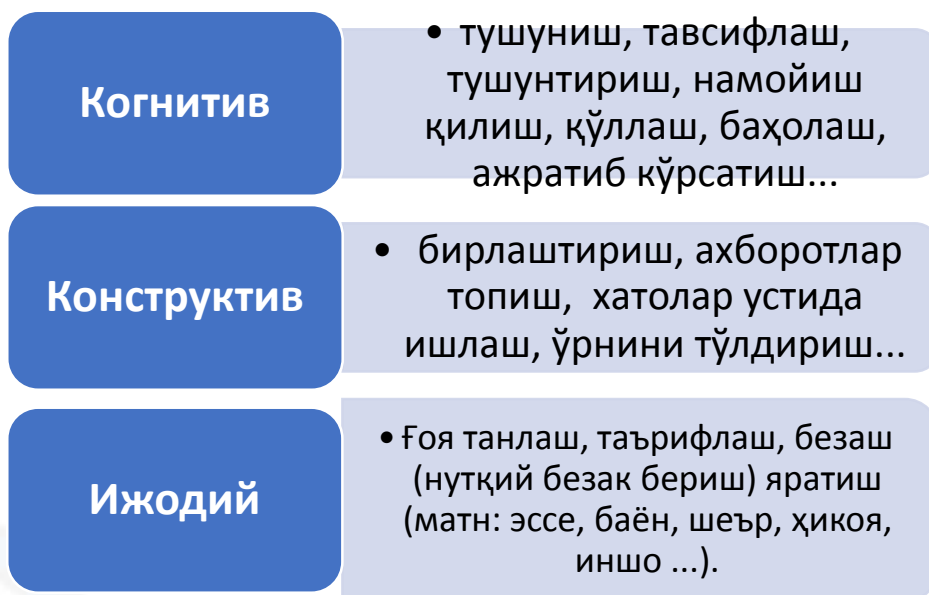 Когнитив
• тушуниш, тавсифлаш,
тушунтириш, намойиш
қилиш, қўллаш, баҳолаш,
ажратиб кўрсатиш...
Конструктив
• бирлаштириш, ахборотлар
топиш, хатолар устида
ишлаш, ўрнини тўлдириш...
Ижодий
• Ғоя танлаш, таърифлаш, безаш
(нутқий безак бериш) яратиш
(матн: эссе, баён, шеър, ҳикоя,
иншо ...).